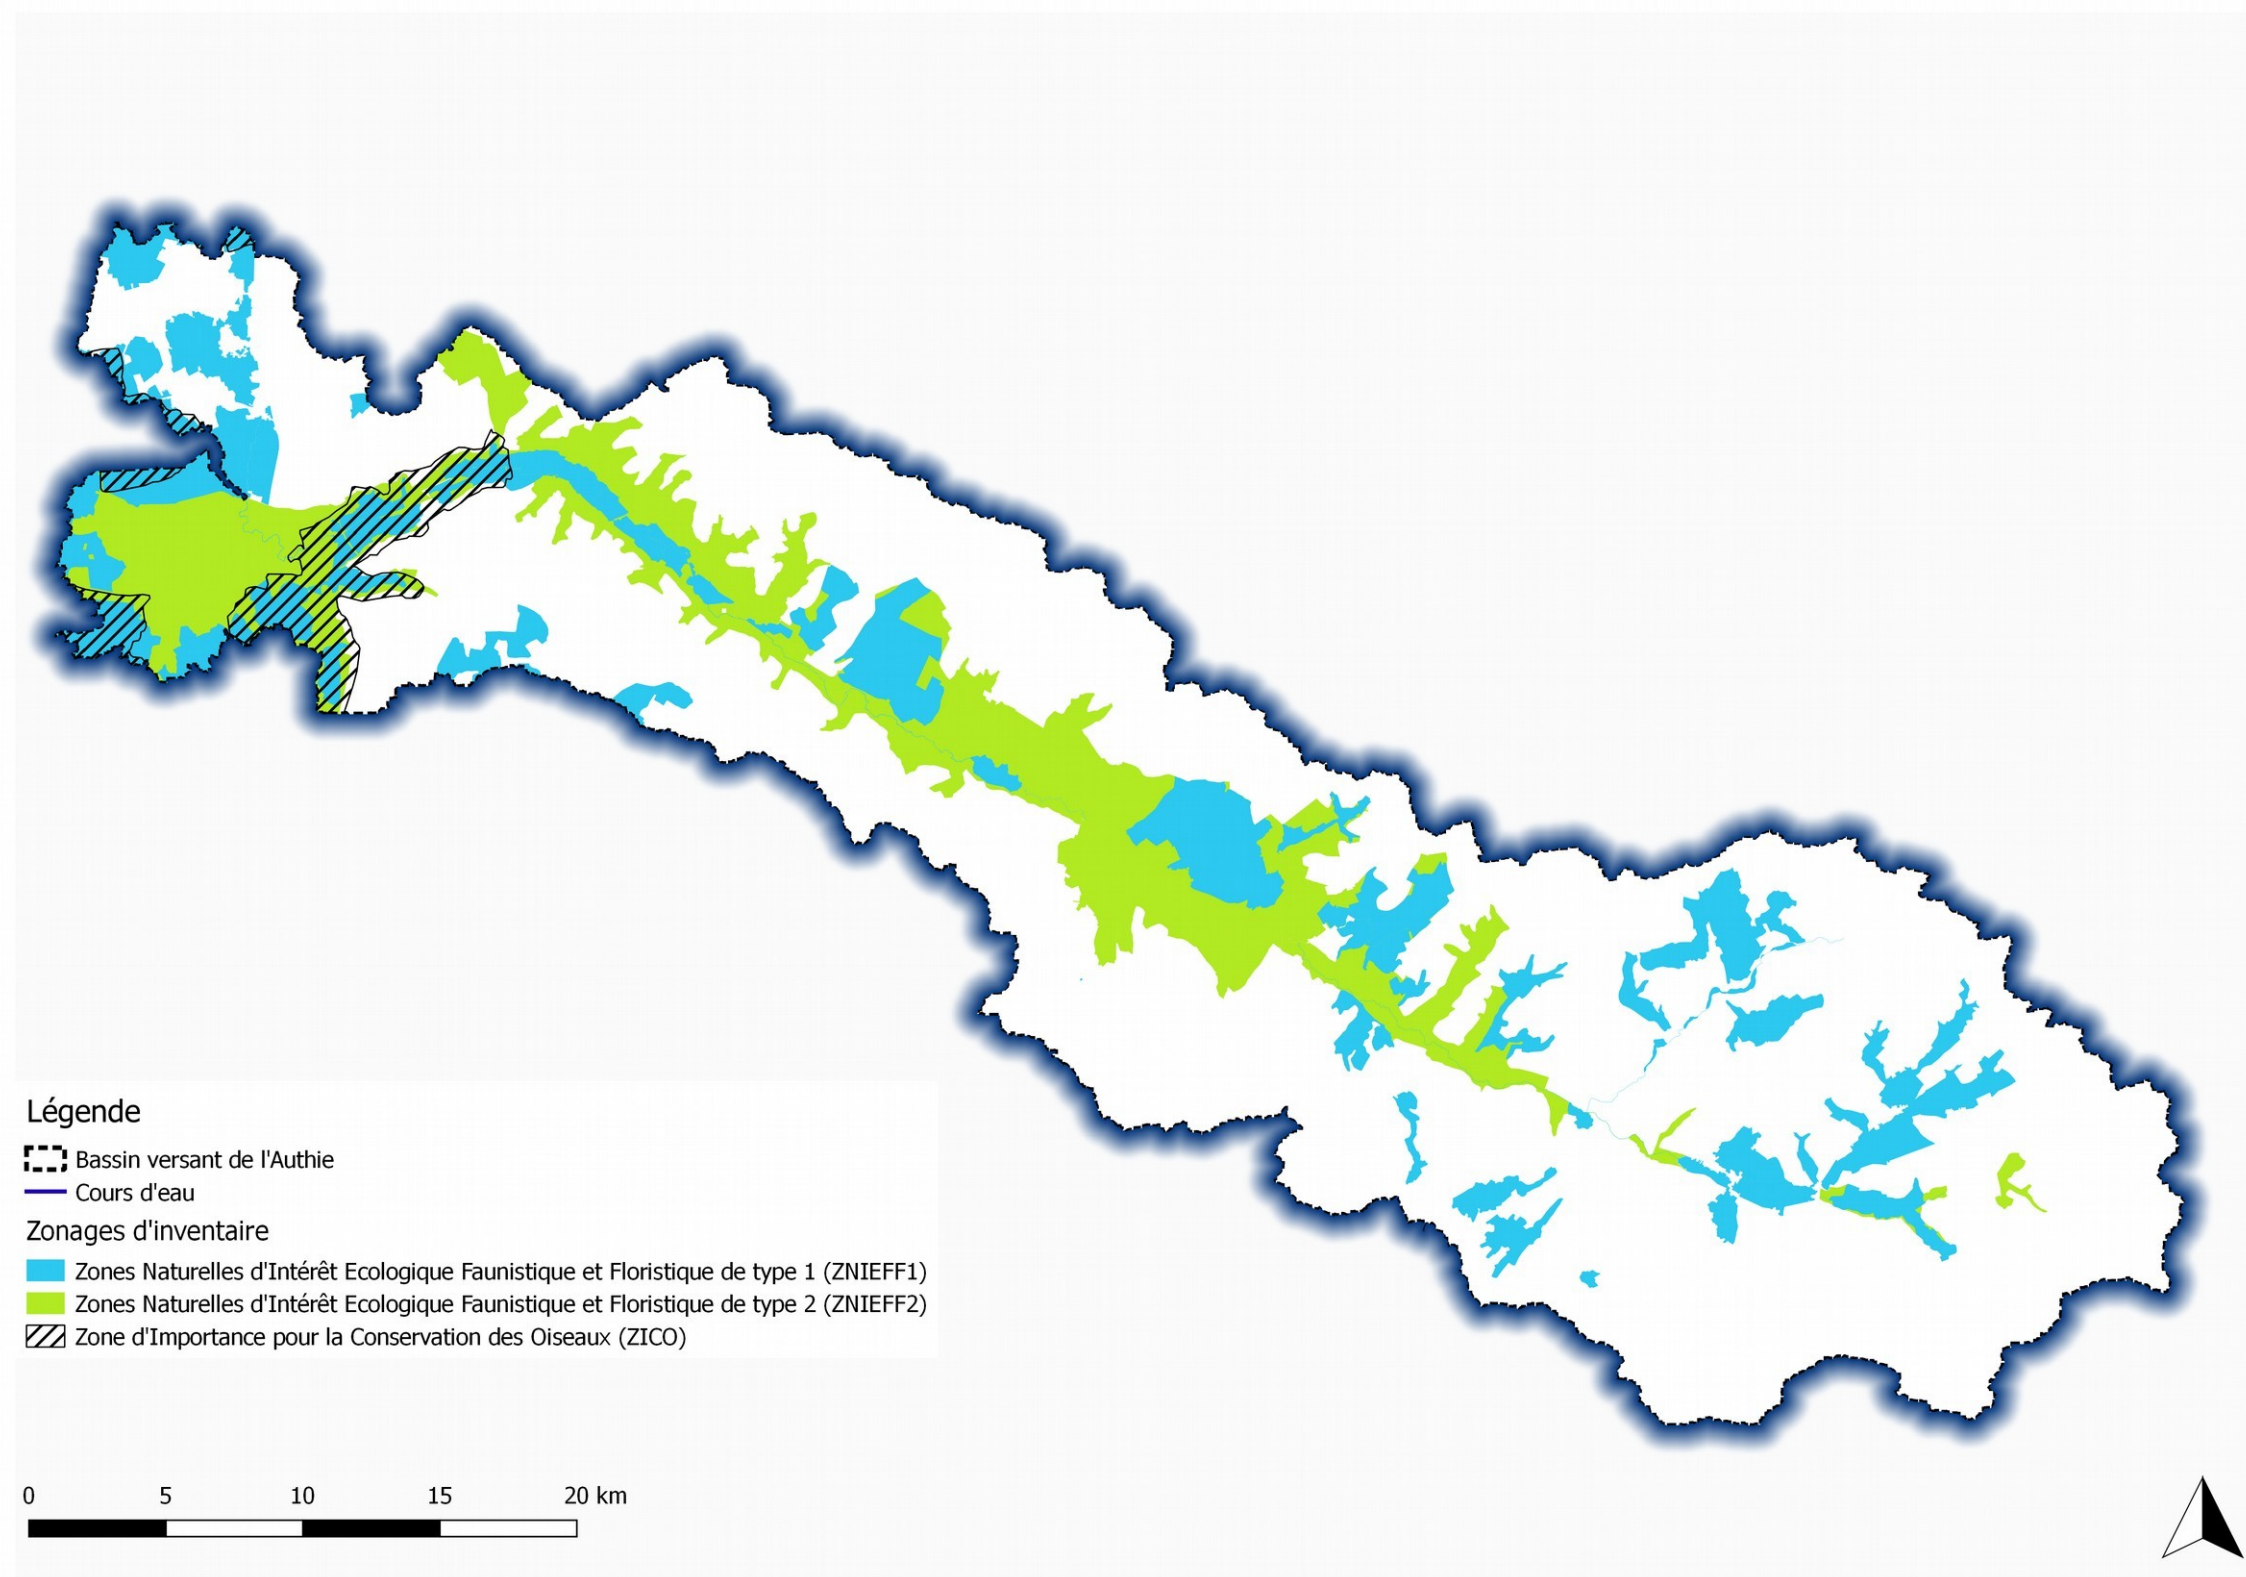 Légende
Bassin versant de l'Authie
Cours d'eau
Zonages d'inventaire
Zones Naturelles d'Intérêt Ecologique Faunistique et Floristique de type 1 (ZNIEFF1)
Zones Naturelles d'Intérêt Ecologique Faunistique et Floristique de type 2 (ZNIEFF2)
Zone d'Importance pour la Conservation des Oiseaux (ZICO)
0 5 10 15 20 km